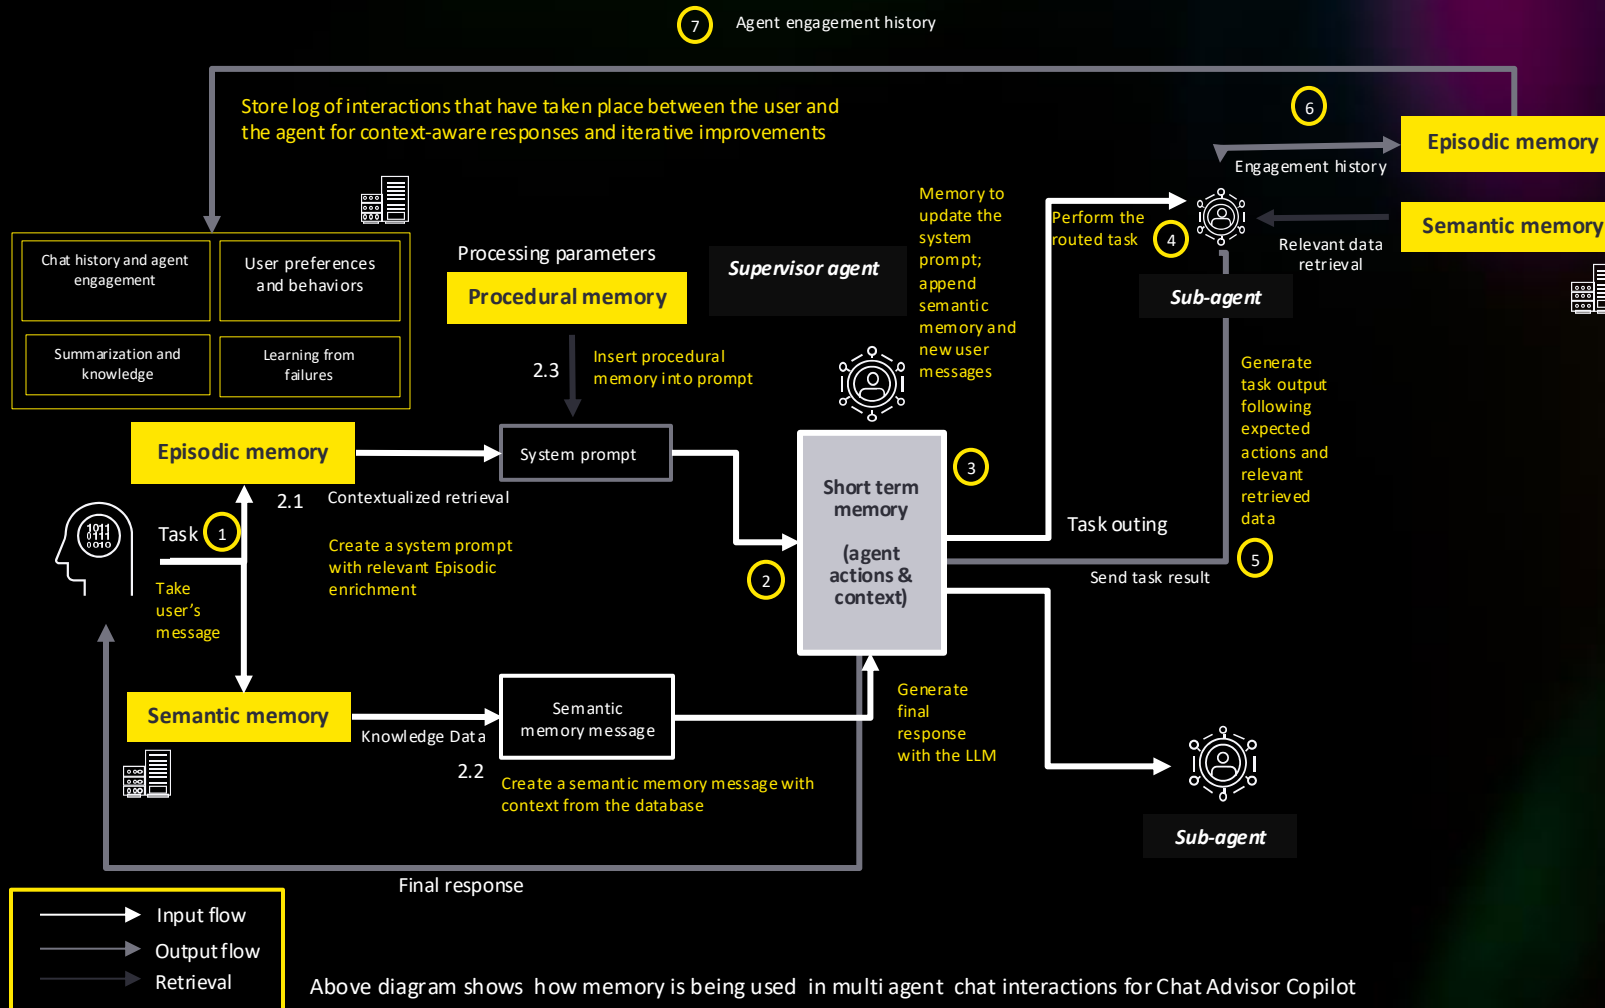 7
Agent engagement history
Store log of interactions that have taken place between the user and
the agent for context-aware responses and iterative improvements
6
Episodic memory
Engagement history
Semantic memory
Relevant data
retrieval
Memory to
update the
system
prompt;
append
semantic
memory and
new user
messages
Perform the
routed task
4
Sub-agent
Chat history and agent
engagement
User preferences
and behaviors
Summarization and
knowledge
Learning from
failures
Processing parameters
Procedural memory
Supervisor agent
2.3
Insert procedural
memory into prompt
Generate
task output
following
expected
actions and
relevant
retrieved
data
5
Episodic memory
System prompt
2.1
Contextualized retrieval
Create a system prompt
with relevant Episodic
enrichment
1011
0111
0010
Task
1
Take
user's
message
2
3
Short term
memory
(agent
actions &
context)
Task outing
Send task result
Semantic memory
Knowledge Data
2.2
Semantic
memory message
Create a semantic memory message with
context from the database
Generate
final
response
with the LLM
Sub-agent
Final response
Input flow
Output flow
Retrieval
Above diagram shows how memory is being used in multi agent chat interactions for Chat Advisor Copilot